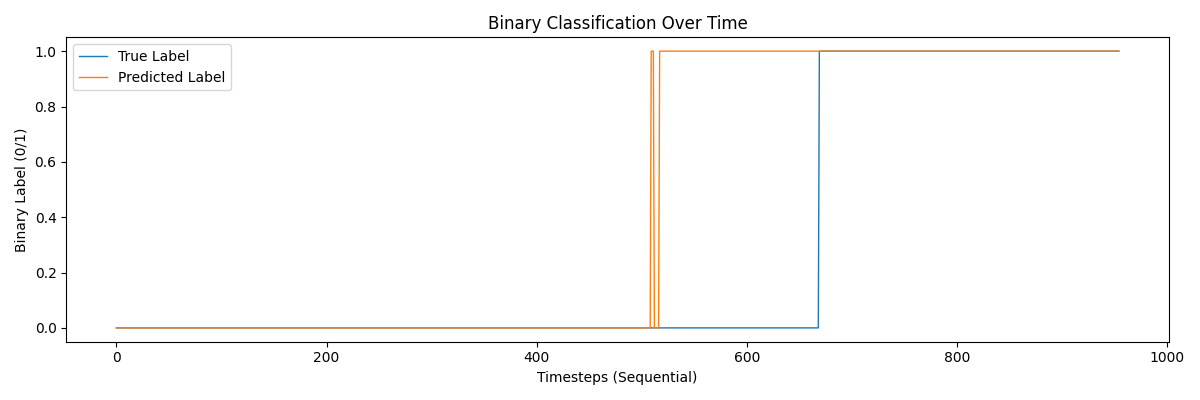 Binary Classification Over Time
True Label
Predicted Label
Binary Label (0/1)
1.0
0.8
0.6
0.4
0.2
0.0
0 200 400 600 800 1000
Timesteps (Sequential)